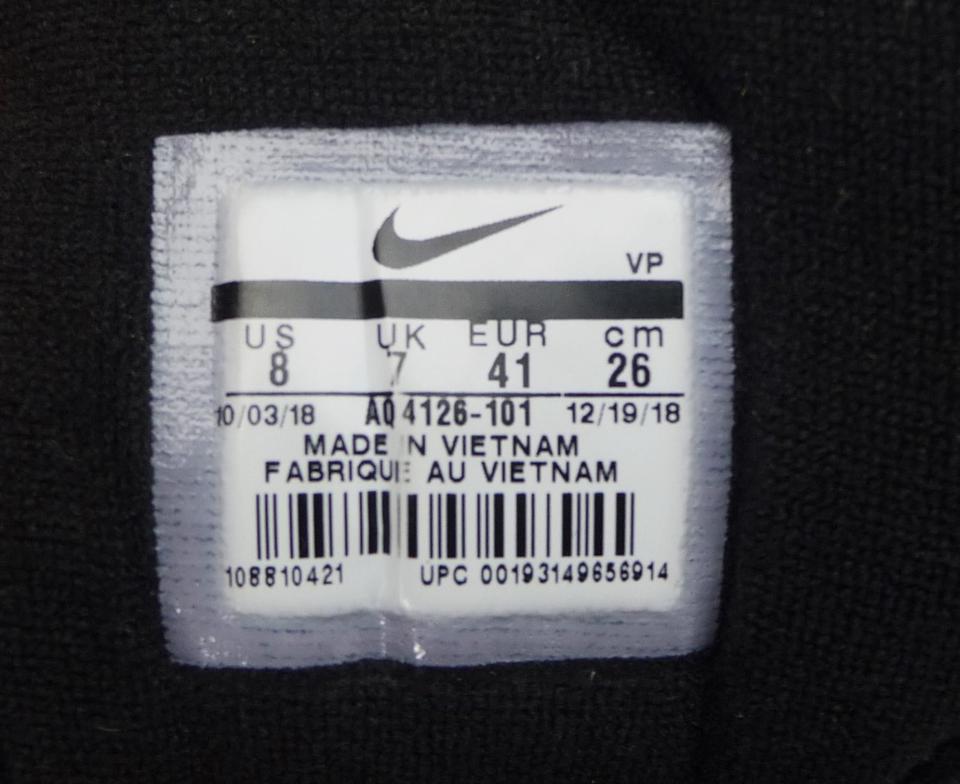 VP
US UK EUR cm
8 7 41 26
10/03/18 AQ4126-101 12/19/18
MADE IN VIETNAM
FABRIQUE AU VIETNAM
108810421 UPC 00193149656914